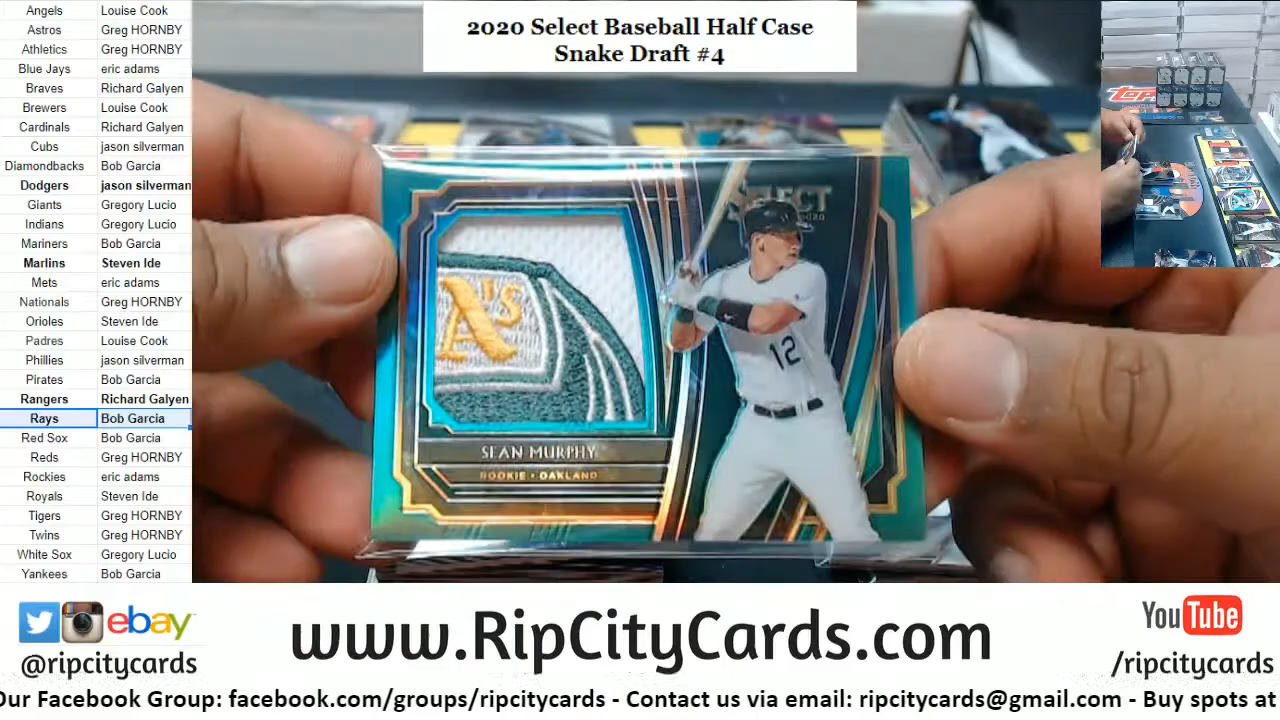 Angels Louise Cook
Astros Greg HORNBY
Athletics Greg HORNBY
Blue Jays eric adams
Braves Richard Galyen
Brewers Louise Cook
Cardinals Richard Galyen
Cubs jason silverman
Diamondbacks Bob Garcia
Dodgers jason silverman
Giants Gregory Lucio
Indians Gregory Lucio
Mariners Bob Garcia
Marlins Steven Ide
Mets eric adams
Nationals Greg HORNBY
Orioles Steven Ide
Padres Louise Cook
Phillies jason silverman
Pirates Bob Garcia
Rangers Richard Galyen
Rays Bob Garcia
Red Sox Bob Garcia
Reds Greg HORNBY
Rockies eric adams
Royals Steven Ide
Tigers Greg HORNBY
Twins Greg HORNBY
White Sox Gregory Lucio
Yankees Bob Garcia
2020 Select Baseball Half Case
Snake Draft #4
SELECT
2020
A's
12
SEAN MURPHY
ROOKIE • OAKLAND
TOPPS
ebay
@ripcitycards
www.RipCityCards.com
YouTube
/ripcitycards
Our Facebook Group: facebook.com/groups/ripcitycards - Contact us via email: ripcitycards@gmail.com - Buy spots at